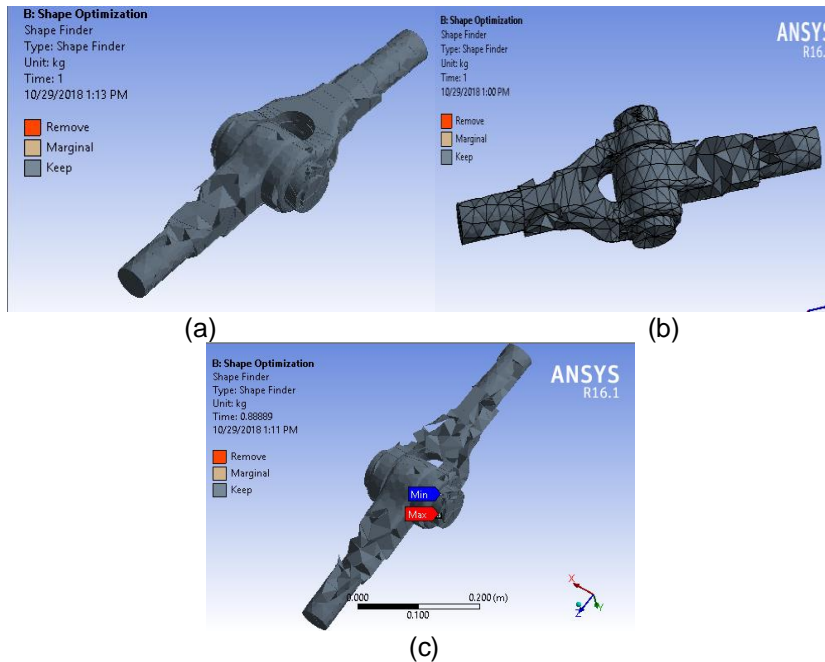 B: Shape Optimization
Shape Finder
Type: Shape Finder
Unit: kg
Time: 1
10/29/2018 1:13 PM
Remove
Marginal
Keep
(a)
B: Shape Optimization
Shape Finder
Type: Shape Finder
Unit: kg
Time: 1
10/29/2018 1:00 PM
Remove
Marginal
Keep
ANSYS
R16.
(b)
B: Shape Optimization
Shape Finder
Type: Shape Finder
Unit: kg
Time: 0.88889
10/29/2018 1:11 PM
Remove
Marginal
Keep
ANSYS
R16.1
Min
Max
0.000 0.200 (m)
0.100
X
Y
Z
(c)